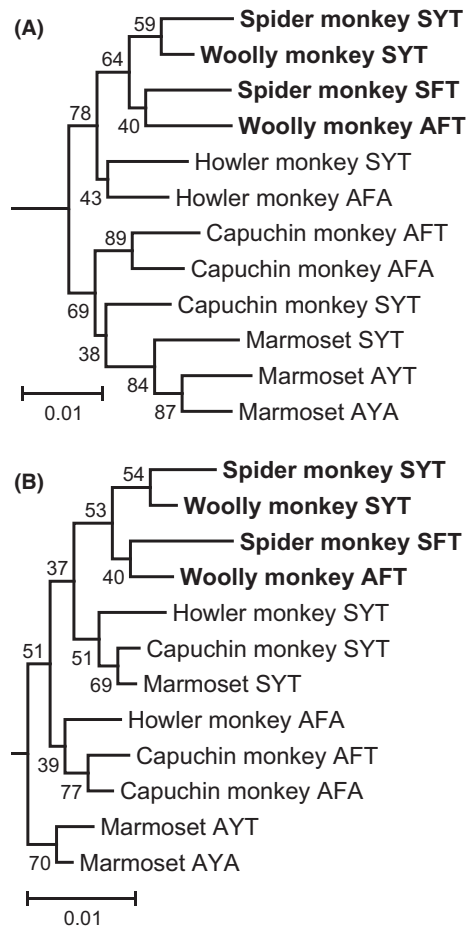 (A)
59
Spider monkey SYT
64
Woolly monkey SYT
Spider monkey SFT
78
40
Woolly monkey AFT
Howler monkey SYT
43
Howler monkey AFA
89
Capuchin monkey AFT
Capuchin monkey AFA
69
Capuchin monkey SYT
38
Marmoset SYT
84
Marmoset AYT
0.01
87
Marmoset AYA
(B)
54
Spider monkey SYT
53
Woolly monkey SYT
Spider monkey SFT
37
40
Woolly monkey AFT
Howler monkey SYT
51
51
Capuchin monkey SYT
69
Marmoset SYT
Howler monkey AFA
39
Capuchin monkey AFT
77
Capuchin monkey AFA
Marmoset AYT
70
Marmoset AYA
0.01